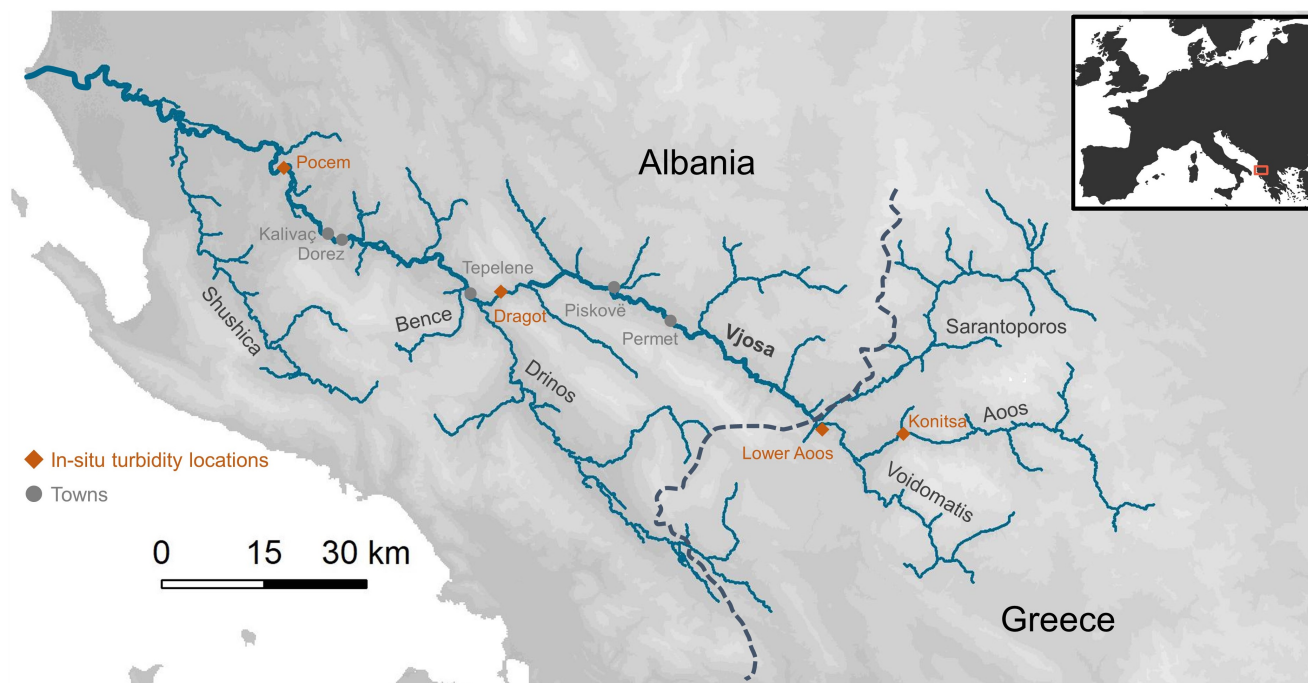 Albania
Pocem
Kalivaç
Dorez
Tepelene
Dragot
Bence
Shushica
Piskovë
Permet
Vjosa
Drinos
Sarantoporos
Konitsa
Aoos
Lower Aoos
Voidomatis
In-situ turbidity locations
Towns
0 15 30 km
Greece